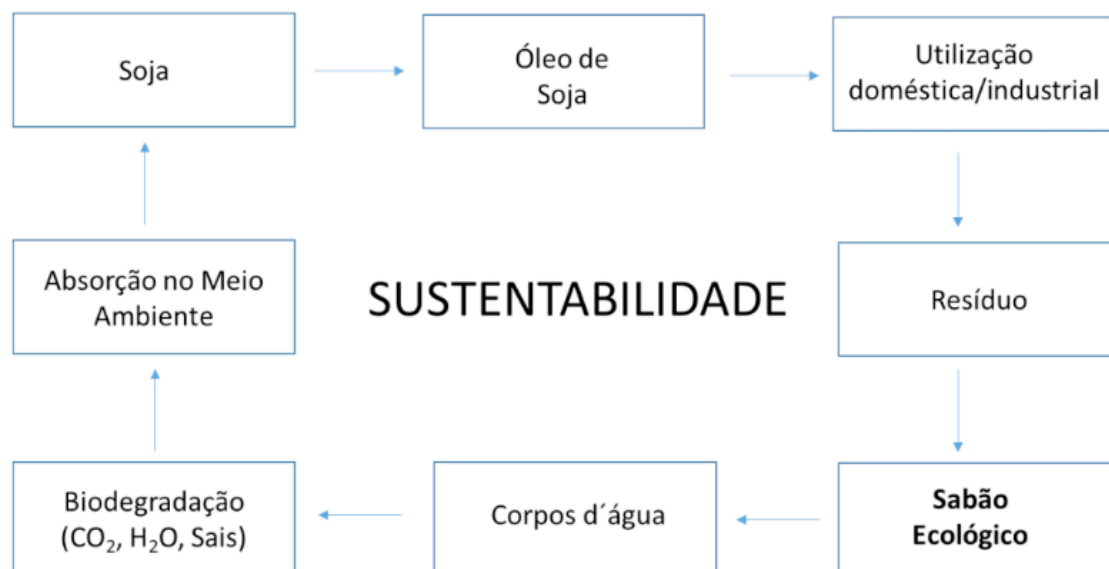 Soja
Óleo de
Soja
Utilização
doméstica/industrial
Absorção no Meio
Ambiente
SUSTENTABILIDADE
Resíduo
Biodegradação
(CO₂, H₂O, Sais)
Corpos d´água
Sabão
Ecológico